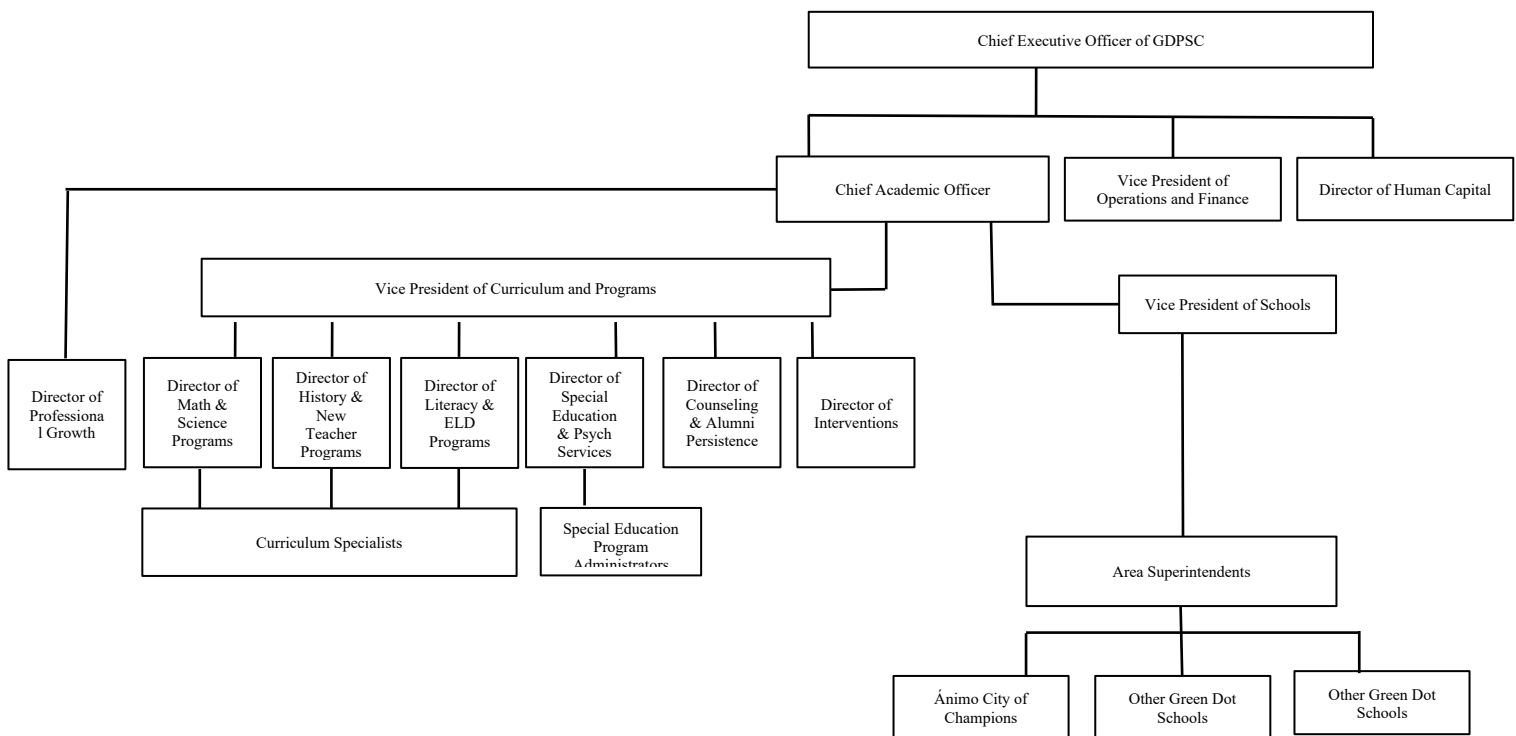 Chief Executive Officer of GDPSC
Chief Academic Officer
Vice President of
Operations and Finance
Director of Human Capital
Vice President of Curriculum and Programs
Vice President of Schools
Director of
Professiona
l Growth
Director of
Math &
Science
Programs
Director of
History &
New
Teacher
Programs
Director of
Literacy &
ELD
Programs
Director of
Special
Education
& Psych
Services
Director of
Counseling
& Alumni
Persistence
Director of
Interventions
Curriculum Specialists
Special Education
Program
Administrators
Area Superintendents
Ánimo City of
Champions
Other Green Dot
Schools
Other Green Dot
Schools